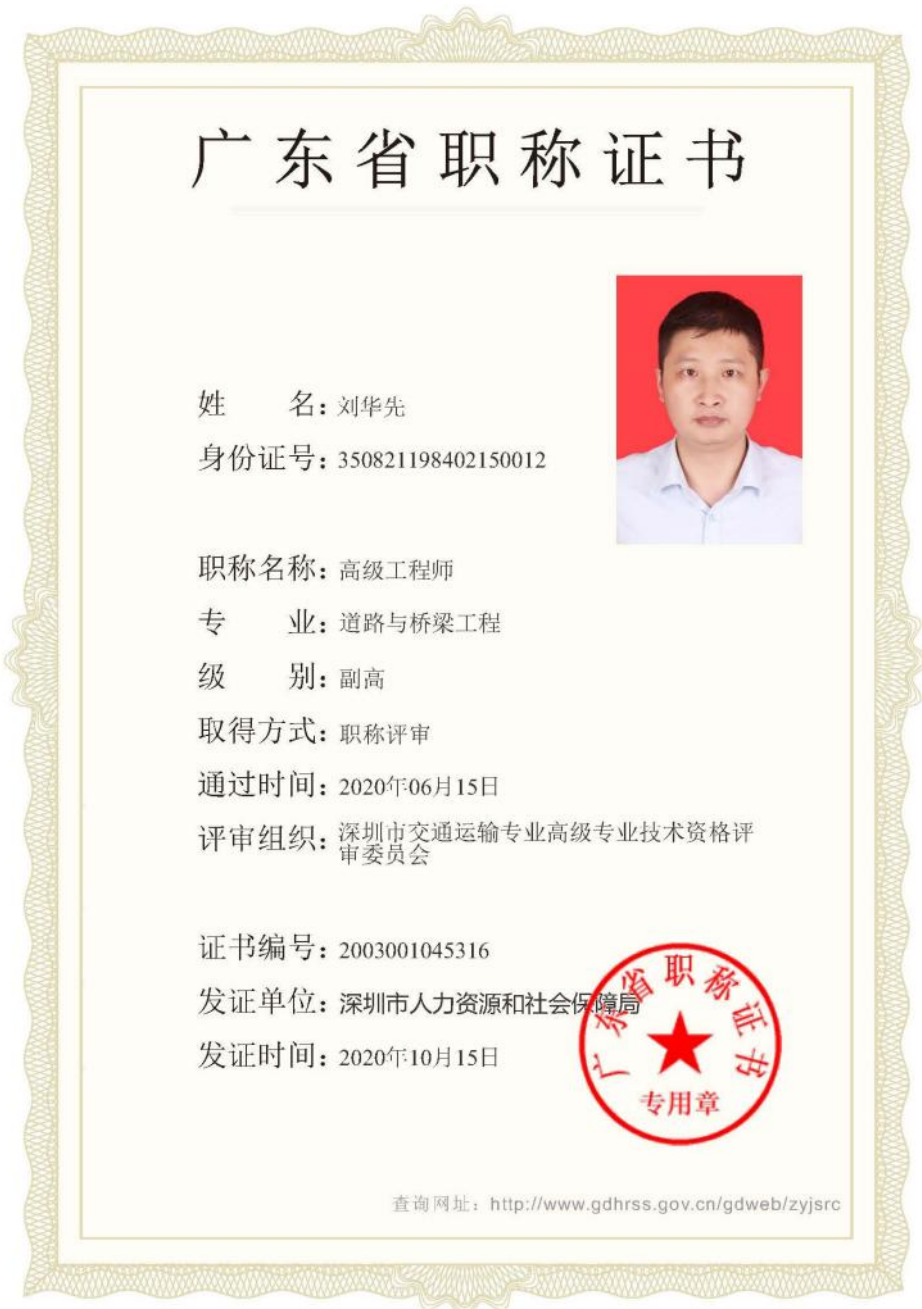 广东省职称证书
姓 名：刘华先
身份证号：350821198402150012
职称名称：高级工程师
专 业：道路与桥梁工程
级 别：副高
取得方式：职称评审
通过时间：2020年06月15日
评审组织：深圳市交通运输专业高级专业技术资格评
审委员会
证书编号：2003001045316
发证单位：深圳市人力资源和社会保障局
发证时间：2020年10月15日
广东省职称证书
专用章
查询网址：http://www.gdhrss.gov.cn/gdweb/zyjsrc